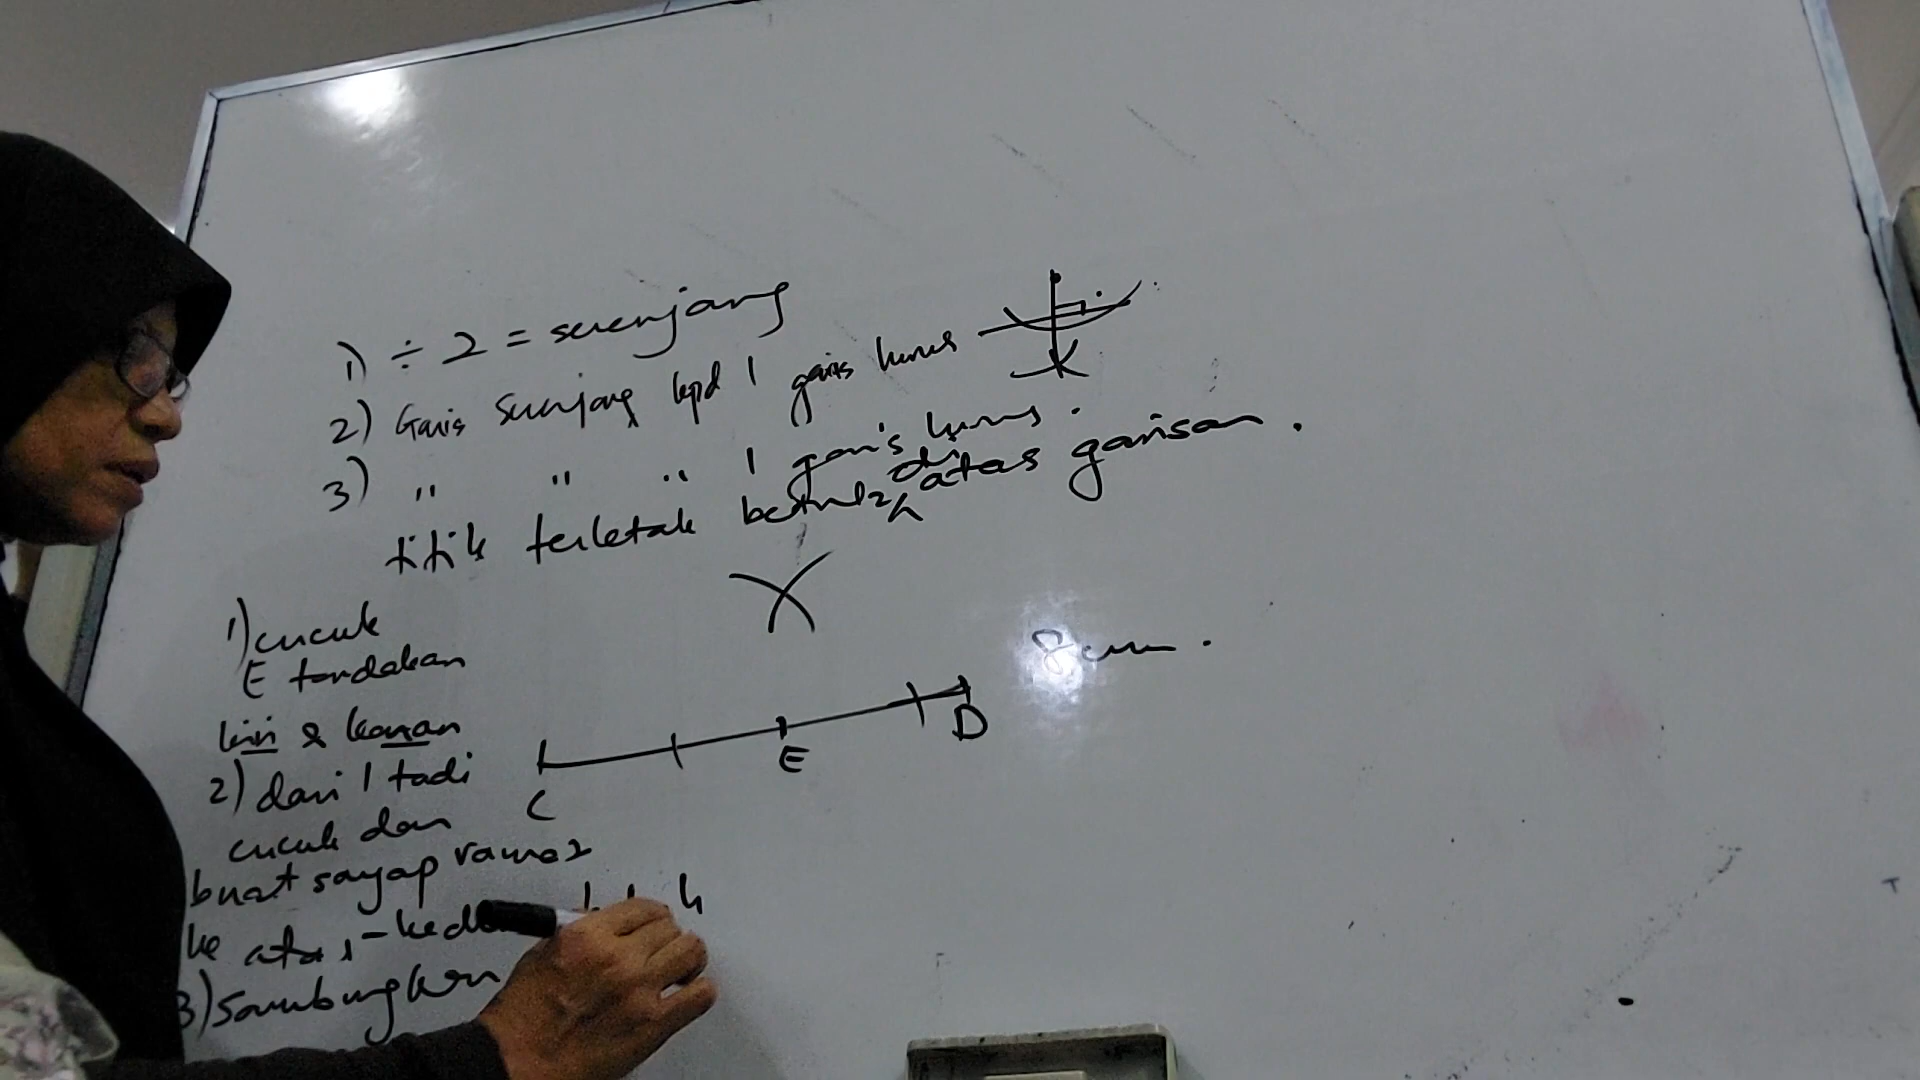 1) ÷ 2 = serenjang
2) Garis serenjang kpd 1 garis lurus
3) " " " 1 garis lurus.
titik terletak betul2 di atas garisan.
1) cucuk
E tandakan
kiri & kanan
2) dari 1 tadi
cucuk dan
buat sayap rama2
ke atas
3) Sambungkan
8cm.
C
E
D